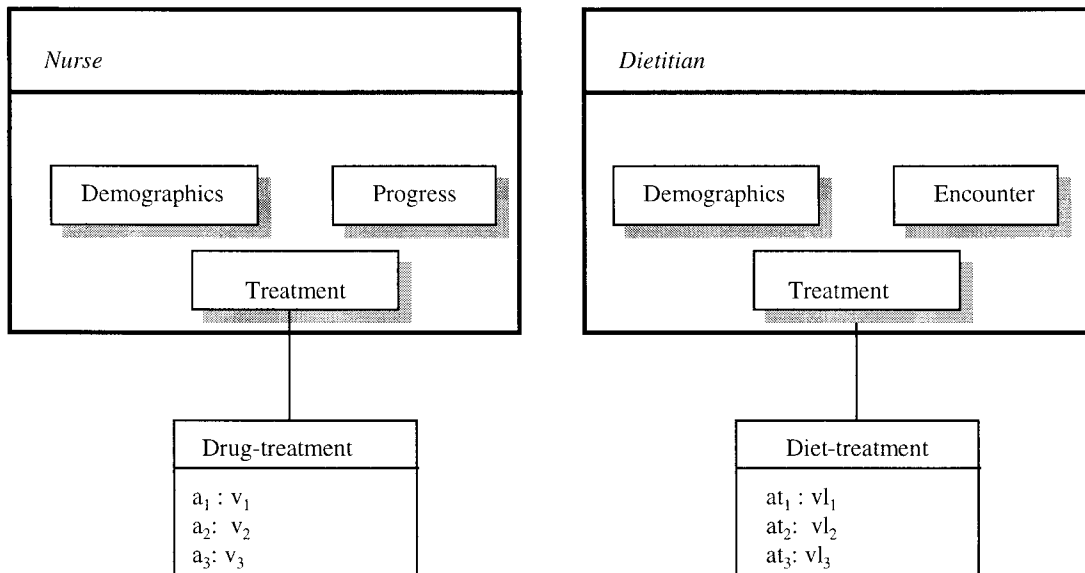 Nurse
Demographics
Progress
Treatment
Drug-treatment
a₁ : v₁
a₂: v₂
a₃: v₃
Dietitian
Demographics
Encounter
Treatment
Diet-treatment
at₁ : vl₁
at₂: vl₂
at₃: vl₃